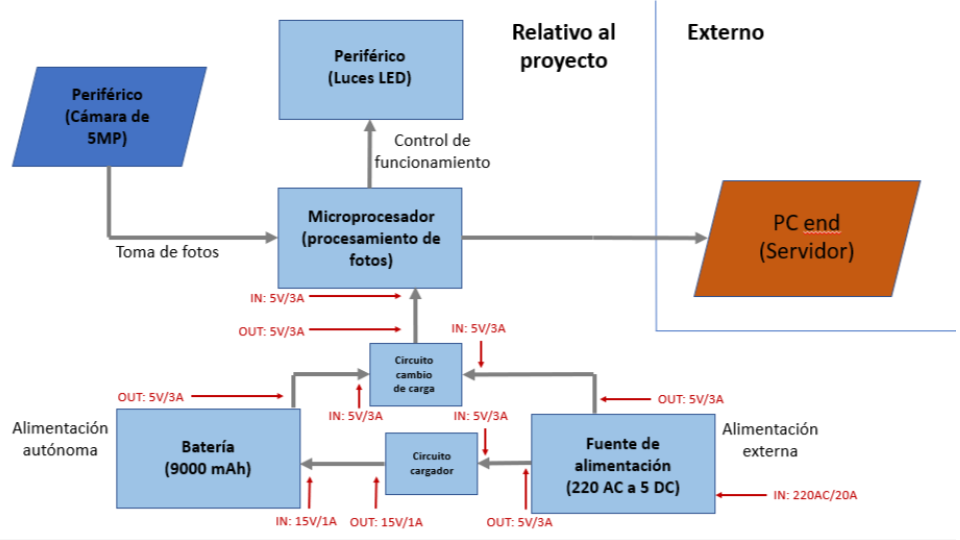 Relativo al
proyecto
Externo
Periférico
(Luces LED)
Periférico
(Cámara de
5MP)
Control de
funcionamiento
Microprocesador
(procesamiento de
fotos)
Toma de fotos
PC end
(Servidor)
IN: 5V/3A
OUT: 5V/3A
IN: 5V/3A
Circuito
cambio
de carga
OUT: 5V/3A
OUT: 5V/3A
IN: 5V/3A
IN: 5V/3A
Alimentación
autónoma
Batería
(9000 mAh)
Circuito
cargador
Fuente de
alimentación
(220 AC a 5 DC)
Alimentación
externa
IN: 220AC/20A
IN: 15V/1A
OUT: 15V/1A
OUT: 5V/3A